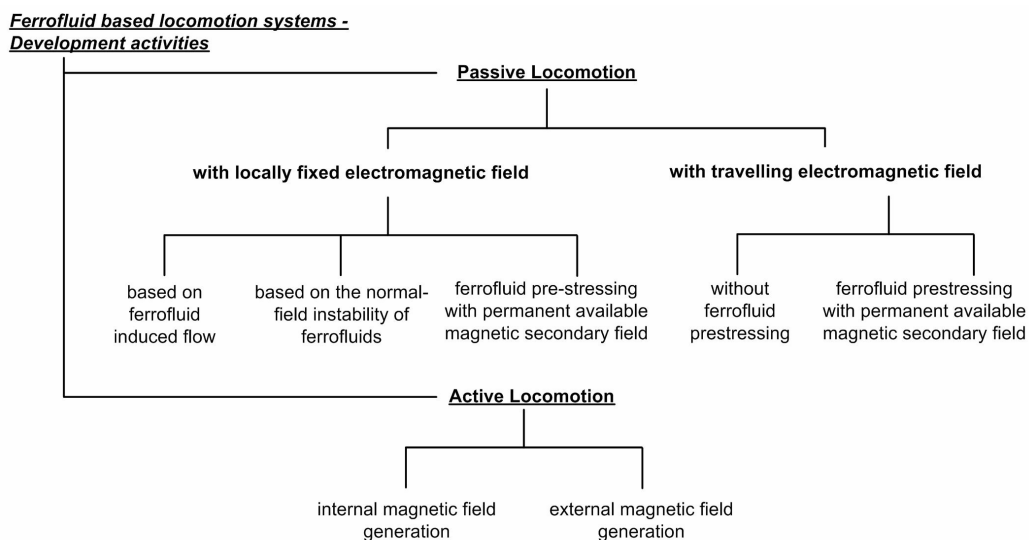 Ferrofluid based locomotion systems -
Development activities
Passive Locomotion
with locally fixed electromagnetic field
with travelling electromagnetic field
based on
ferrofluid
induced flow
based on the normal-
field instability of
ferrofluids
ferrofluid pre-stressing
with permanent available
magnetic secondary field
without
ferrofluid
prestressing
ferrofluid prestressing
with permanent available
magnetic secondary field
Active Locomotion
internal magnetic field
generation
external magnetic field
generation